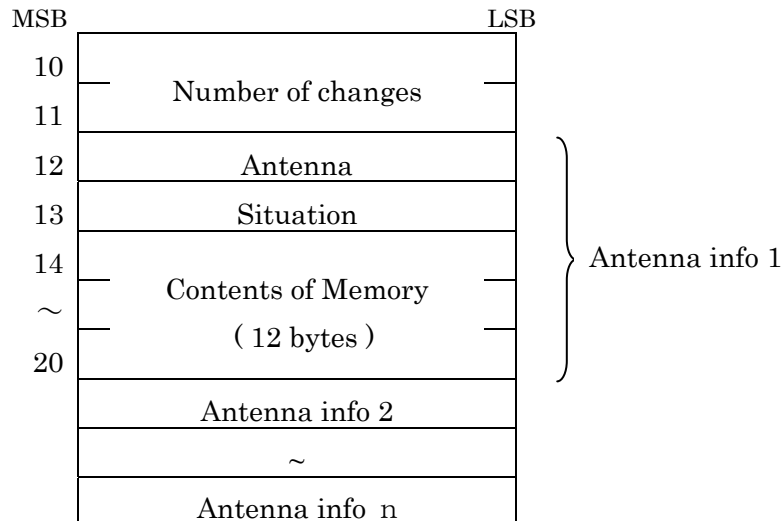 MSB LSB
10
Number of changes
11
12 Antenna
13 Situation
14
Contents of Memory
Antenna info 1
～
( 12 bytes )
20
Antenna info 2
~
Antenna info ｎ